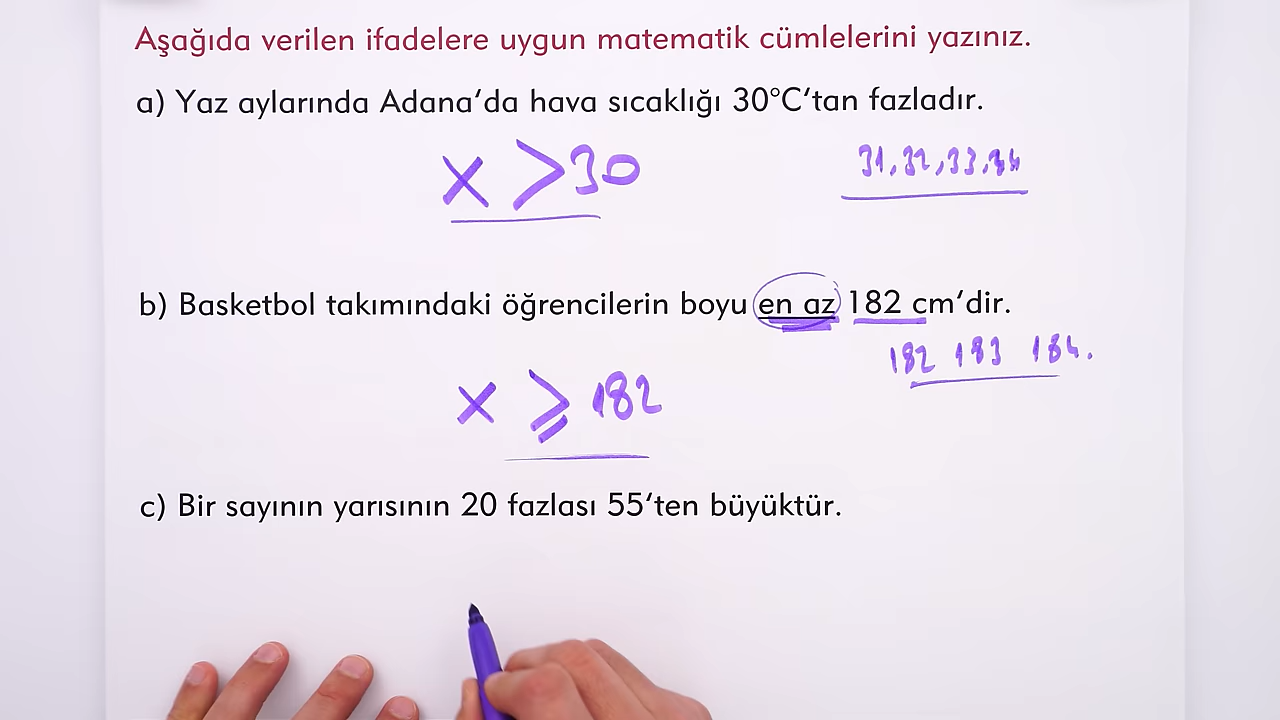 Aşağıda verilen ifadelere uygun matematik cümlelerini yazınız.
a) Yaz aylarında Adana'da hava sıcaklığı 30°C'tan fazladır.
x > 30
31, 32, 33, 34
b) Basketbol takımındaki öğrencilerin boyu en az 182 cm'dir.
182 183 184.
x ≥ 182
c) Bir sayının yarısının 20 fazlası 55'ten büyüktür.